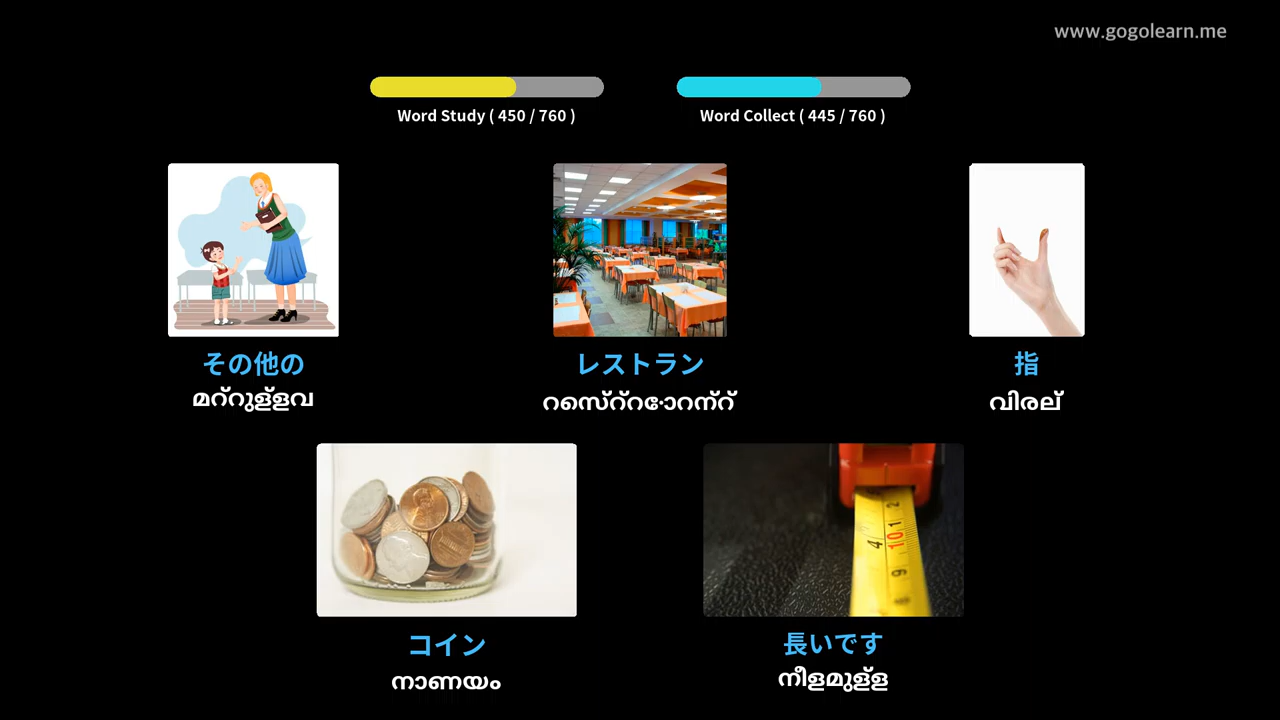 www.gogolearn.me
Word Study ( 450 / 760 )
Word Collect ( 445 / 760 )
その他の
മറ്റുള്ളവ
レストラン
റസ്റ്റോറന്റ്
指
വിരല്
コイン
നാണയം
長いです
നീളമുള്ള